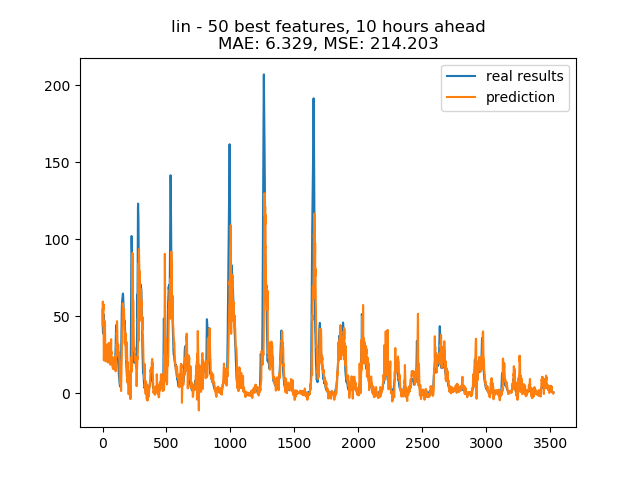 lin - 50 best features, 10 hours ahead
MAE: 6.329, MSE: 214.203
real results
prediction
200
150
100
50
0
0 500 1000 1500 2000 2500 3000 3500